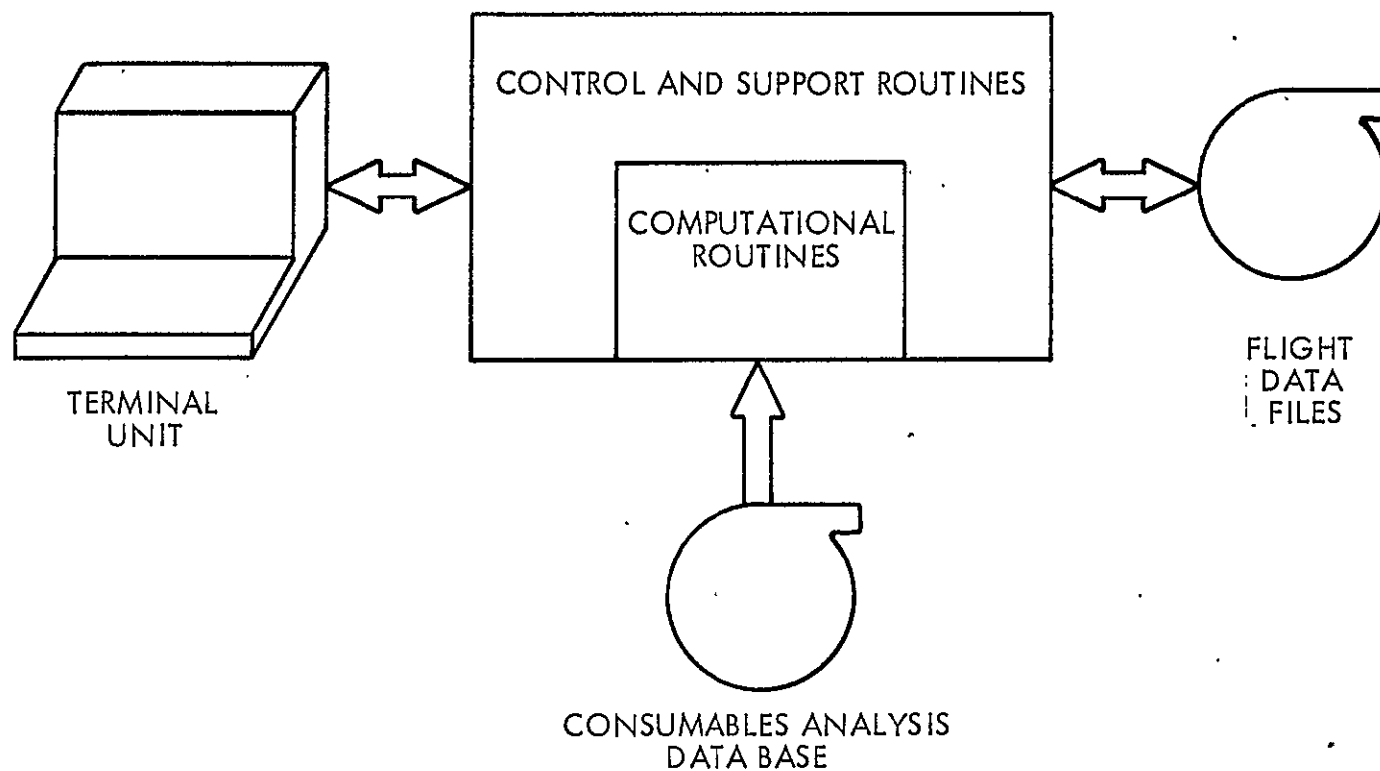 CONTROL AND SUPPORT ROUTINES
COMPUTATIONAL
ROUTINES
TERMINAL
UNIT
FLIGHT
DATA
FILES
CONSUMABLES ANALYSIS
DATA BASE